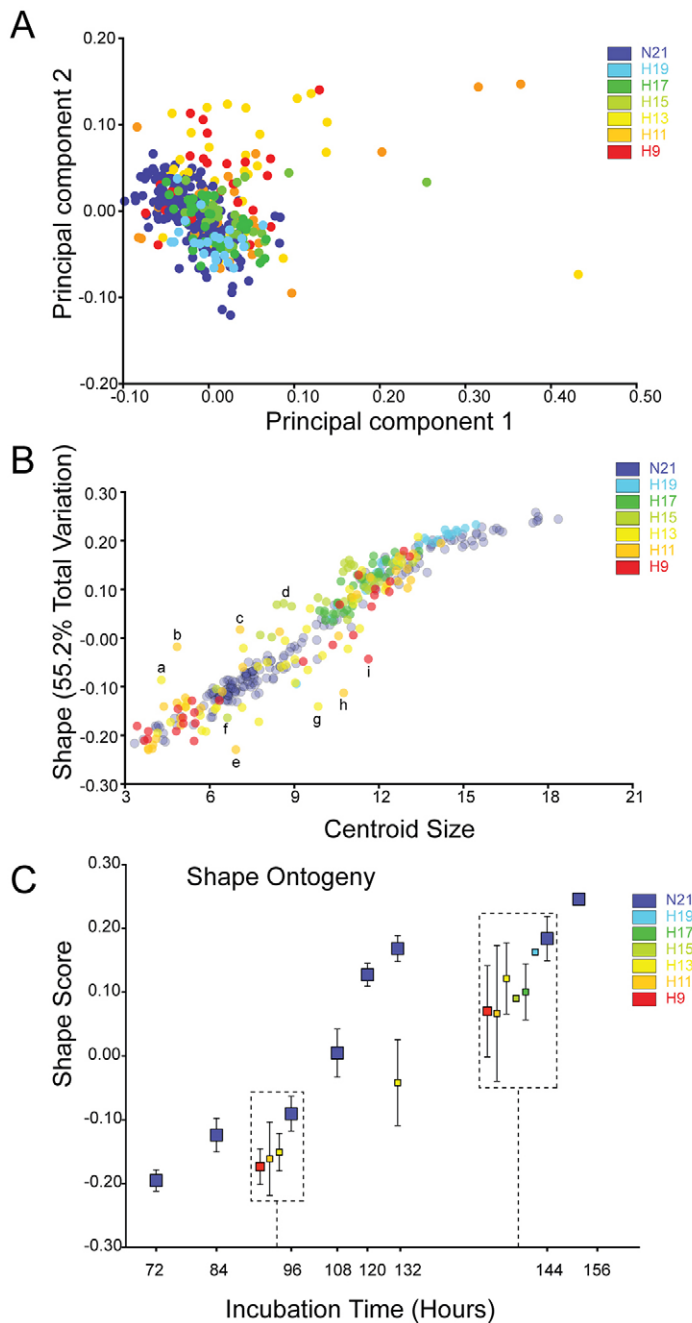 A
Principal component 2
0.20
0.10
0.00
-0.10
-0.20
-0.10
0.00
0.10
0.20
0.30
0.40
0.50
Principal component 1
N21
H19
H17
H15
H13
H11
H9
B
Shape (55.2% Total Variation)
0.30
0.20
0.10
-0.00
-0.10
-0.20
-0.30
3
6
9
12
15
18
21
Centroid Size
a
b
c
d
e
f
g
h
i
N21
H19
H17
H15
H13
H11
H9
C
Shape Ontogeny
Shape Score
0.30
0.20
0.10
0.00
-0.10
-0.20
-0.30
72
84
96
108
120
132
144
156
Incubation Time (Hours)
N21
H19
H17
H15
H13
H11
H9